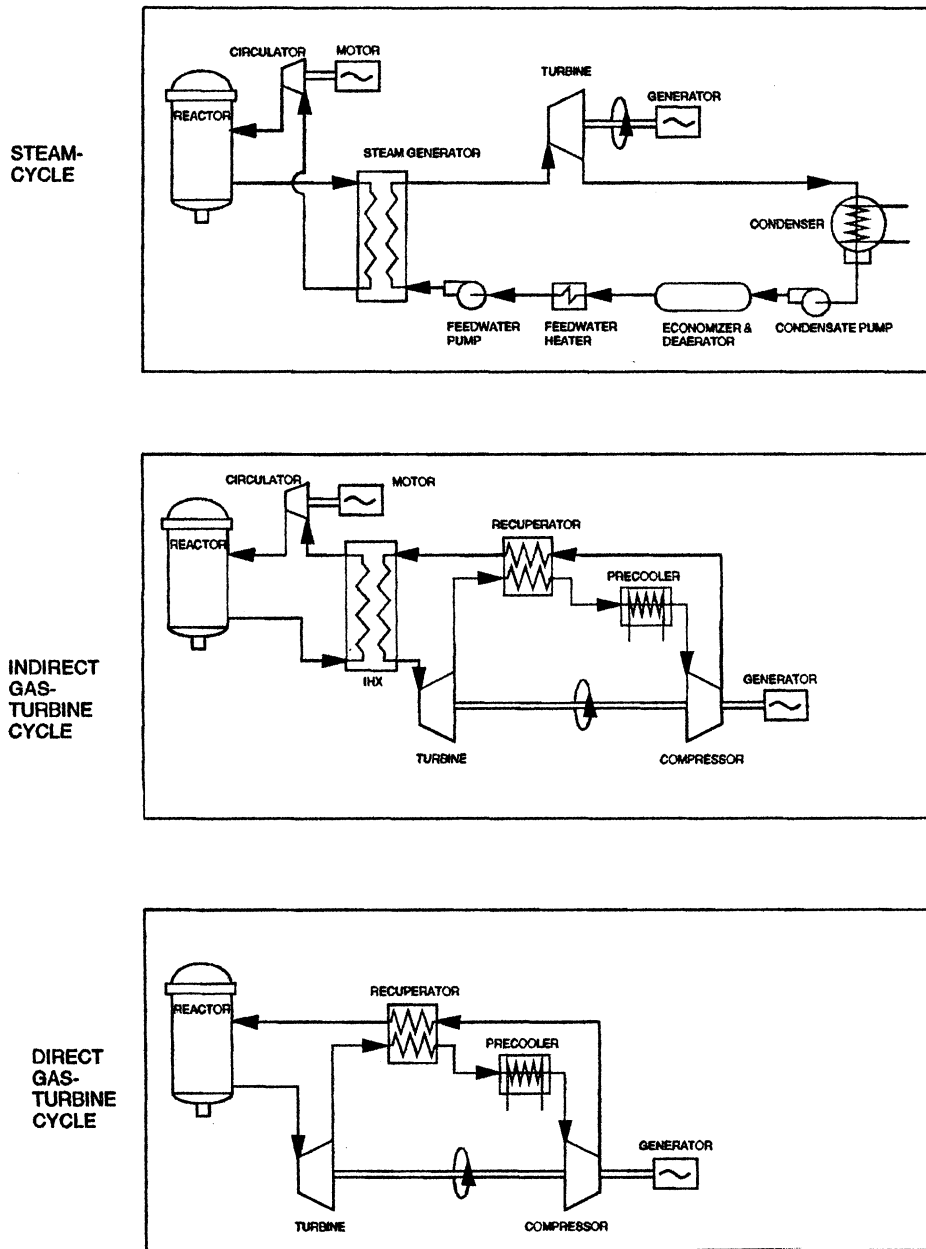 STEAM-
CYCLE
CIRCULATOR
MOTOR
REACTOR
TURBINE
GENERATOR
STEAM GENERATOR
CONDENSER
FEEDWATER
PUMP
FEEDWATER
HEATER
ECONOMIZER &
DEAERATOR
CONDENSATE PUMP
INDIRECT
GAS-
TURBINE
CYCLE
CIRCULATOR
MOTOR
REACTOR
RECUPERATOR
PRECOOLER
IHX
GENERATOR
TURBINE
COMPRESSOR
DIRECT
GAS-
TURBINE
CYCLE
REACTOR
RECUPERATOR
PRECOOLER
GENERATOR
TURBINE
COMPRESSOR